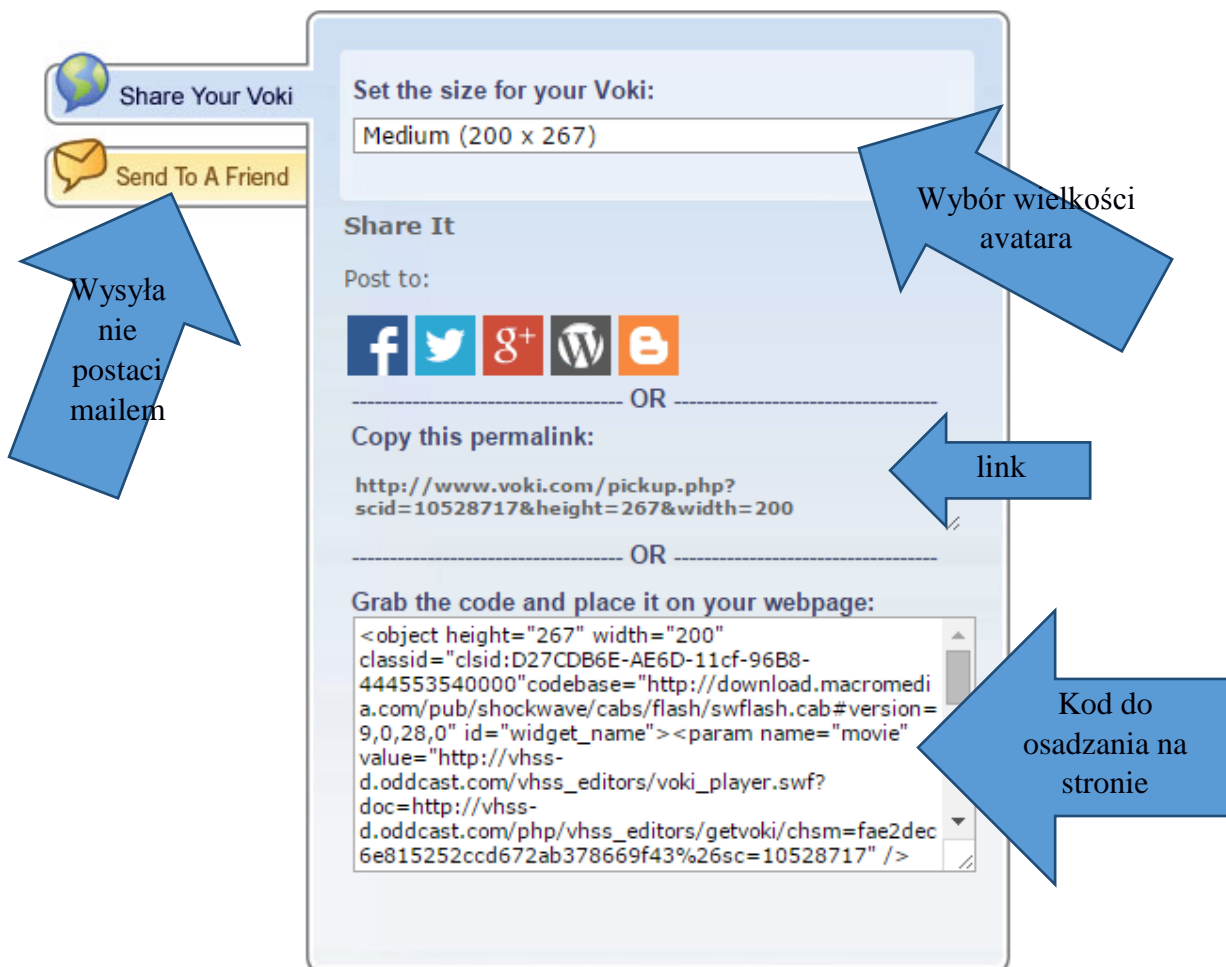 Share Your Voki
Send To A Friend
Wysyła
nie
postaci
mailem
Set the size for your Voki:
Medium (200 x 267)
Wybór wielkości
avatara
Share It
Post to:
f g+ W B
---------------------------------- OR ---------------------------------
Copy this permalink:
http://www.voki.com/pickup.php?
scid=10528717&height=267&width=200
link
---------------------------------- OR ---------------------------------
Grab the code and place it on your webpage:
<object height="267" width="200"
classid="clsid:D27CDB6E-AE6D-11cf-96B8-
444553540000"codebase="http://download.macromedi
a.com/pub/shockwave/cabs/flash/swflash.cab#version=
9,0,28,0" id="widget_name"><param name="movie"
value="http://vhss-
d.oddcast.com/vhss_editors/voki_player.swf?
doc=http://vhss-
d.oddcast.com/php/vhss_editors/getvoki/chsm=fae2dec
6e815252ccd672ab378669f43%26sc=10528717" />
Kod do
osadzania na
stronie